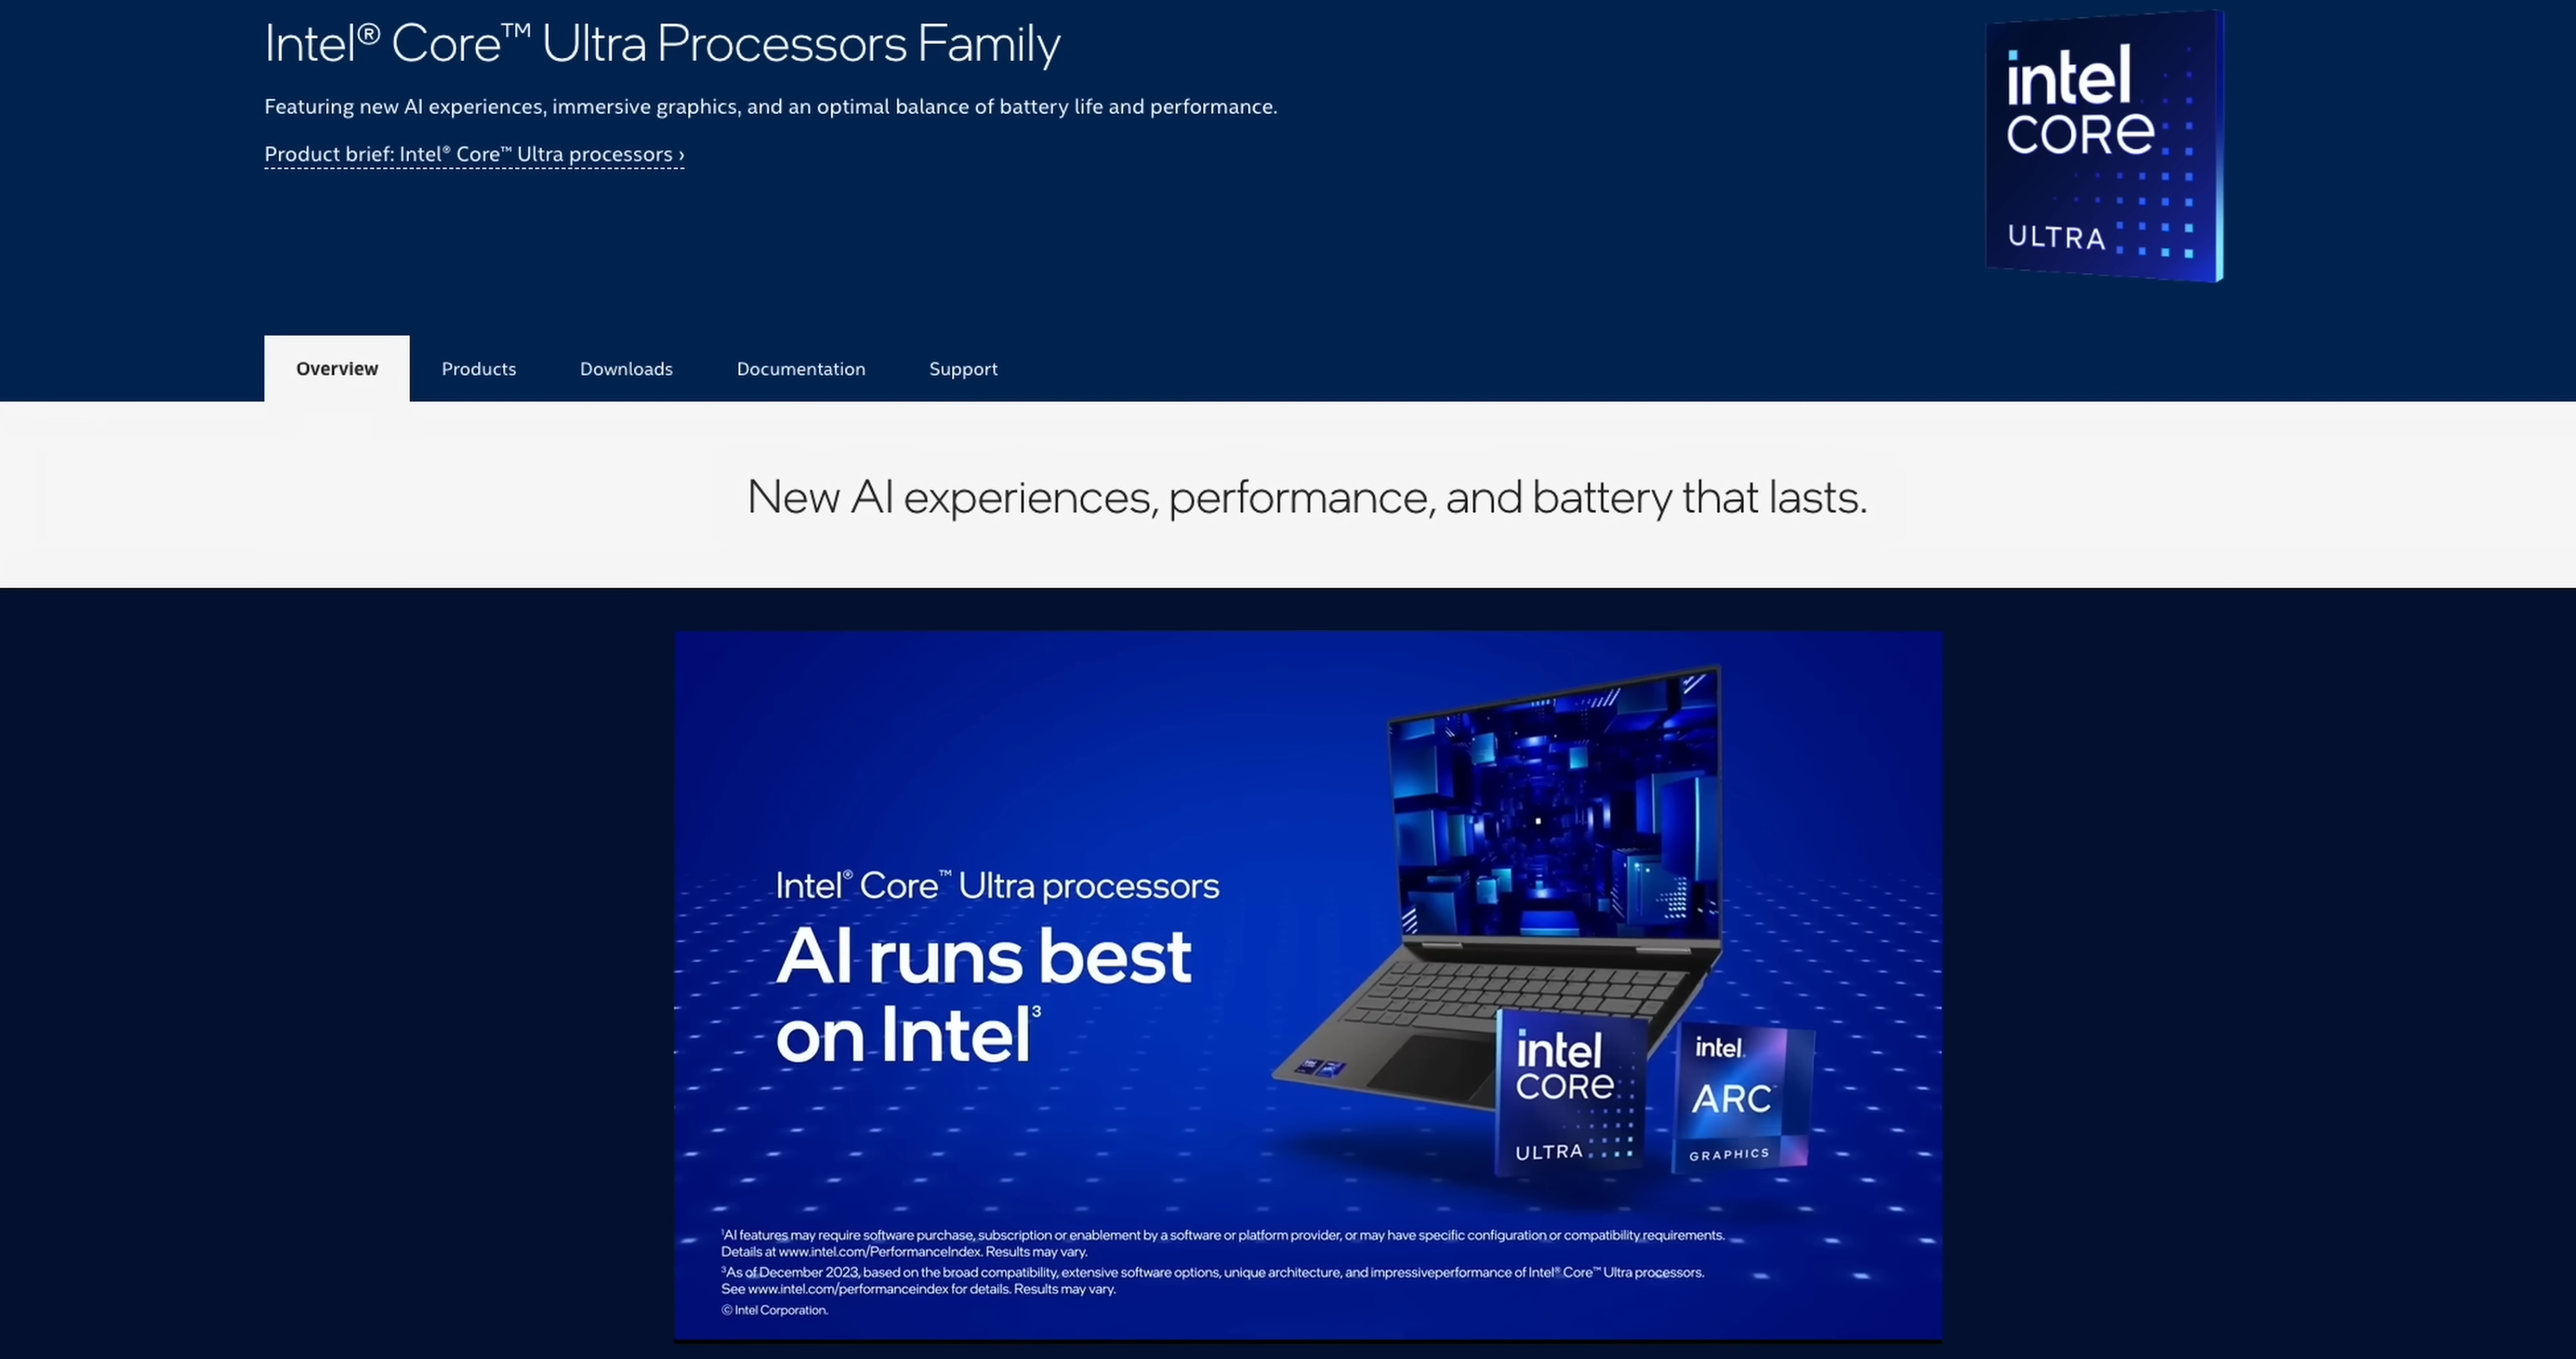 Intel® Core™ Ultra Processors Family
Featuring new AI experiences, immersive graphics, and an optimal balance of battery life and performance.
Product brief: Intel® Core™ Ultra processors ›
intel
CORE
ULTRA
Overview
Products
Downloads
Documentation
Support
New AI experiences, performance, and battery that lasts.
Intel® Core™ Ultra processors
AI runs best
on Intel³
intel
CORE
ULTRA
intel.
ARC™
GRAPHICS
¹AI features may require software purchase, subscription or enablement by a software or platform provider, or may have specific configuration or compatibility requirements.
Details at www.intel.com/PerformanceIndex. Results may vary.
³As of December 2023, based on the broad compatibility, extensive software options, unique architecture, and impressiveperformance of Intel® Core™ Ultra processors.
See www.intel.com/performanceindex for details. Results may vary.
© Intel Corporation.